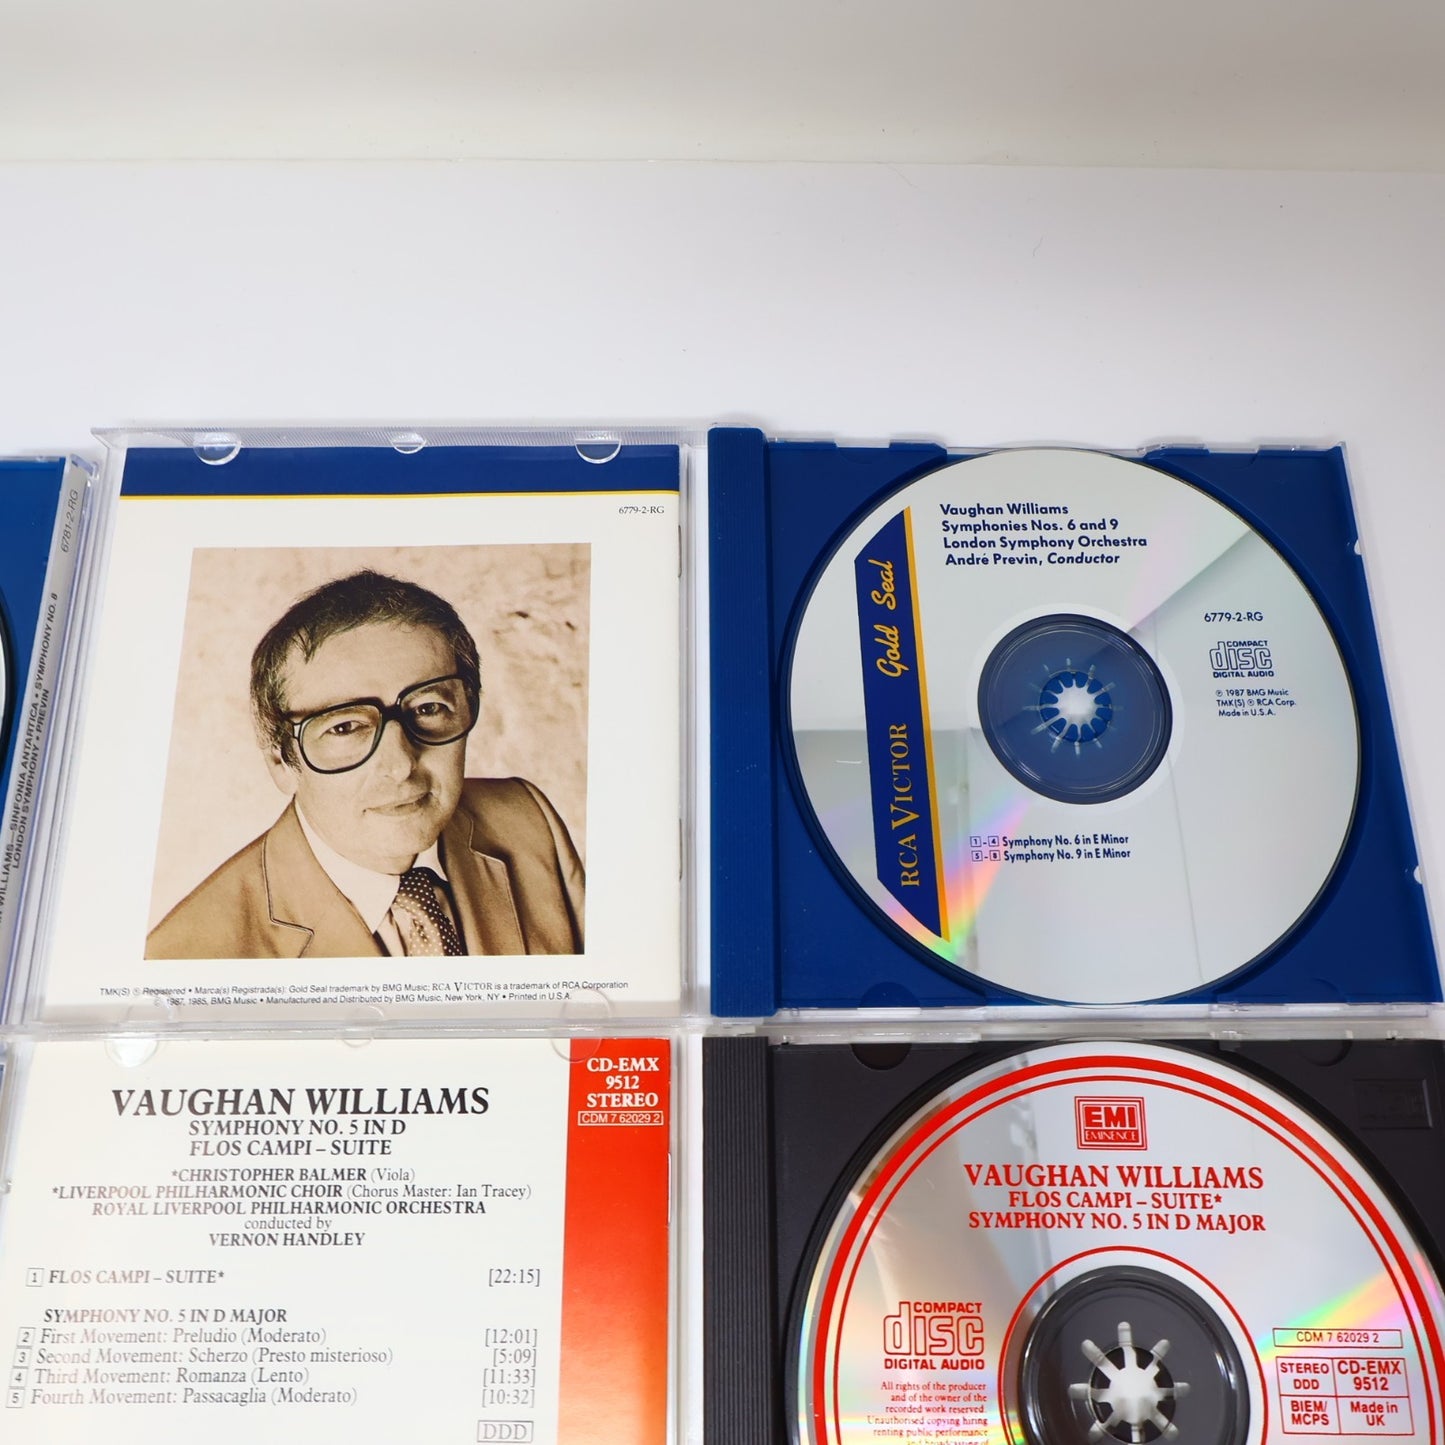 6781-2-RG
WILLIAMS—SINFONIA ANTARTICA • SYMPHONY NO. 8
LONDON SYMPHONY • PREVIN
6779-2-RG
TMK(S) ® Registered • Marca(s) Registrada(s): Gold Seal trademark by BMG Music; RCA VICTOR is a trademark of RCA Corporation
© 1987, 1985, BMG Music • Manufactured and Distributed by BMG Music, New York, NY • Printed in U.S.A.
Vaughan Williams
Symphonies Nos. 6 and 9
London Symphony Orchestra
André Previn, Conductor
RCA VICTOR Gold Seal
6779-2-RG
COMPACT
disc
DIGITAL AUDIO
℗ 1987 BMG Music
TMK(S) ® RCA Corp.
Made in U.S.A.
1-4 Symphony No. 6 in E Minor
5-8 Symphony No. 9 in E Minor
CD-EMX
9512
STEREO
CDM 7 62029 2
VAUGHAN WILLIAMS
SYMPHONY NO. 5 IN D
FLOS CAMPI – SUITE
*CHRISTOPHER BALMER (Viola)
*LIVERPOOL PHILHARMONIC CHOIR (Chorus Master: Ian Tracey)
ROYAL LIVERPOOL PHILHARMONIC ORCHESTRA
conducted by
VERNON HANDLEY
1 FLOS CAMPI – SUITE* [22:15]
SYMPHONY NO. 5 IN D MAJOR
2 First Movement: Preludio (Moderato) [12:01]
3 Second Movement: Scherzo (Presto misterioso) [5:09]
4 Third Movement: Romanza (Lento) [11:33]
5 Fourth Movement: Passacaglia (Moderato) [10:32]
DDD
EMI
EMINENCE
VAUGHAN WILLIAMS
FLOS CAMPI – SUITE*
SYMPHONY NO. 5 IN D MAJOR
COMPACT
disc
DIGITAL AUDIO
All rights of the producer
and of the owner of the
recorded work reserved.
Unauthorised copying hiring
renting public performance
and broadcasting of
CDM 7 62029 2
STEREO
DDD
CD-EMX
9512
BIEM/
MCPS
Made in
UK